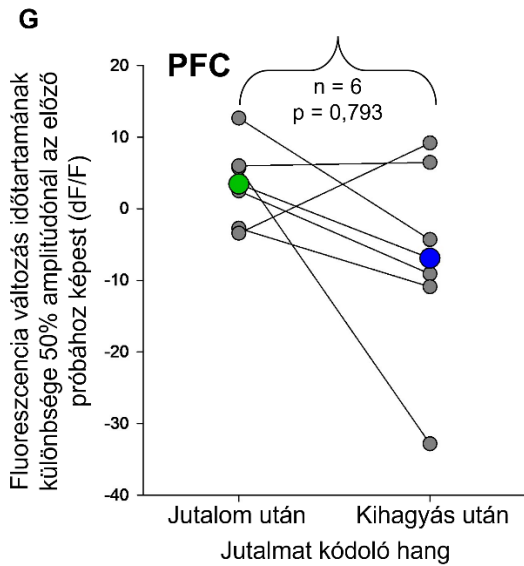 G
PFC
n = 6
p = 0,793
Fluoreszcencia változás időtartamának
különbsége 50% amplitúdónál az előző
próbához képest (dF/F)
20
10
0
-10
-20
-30
-40
Jutalom után
Kihagyás után
Jutalmat kódoló hang